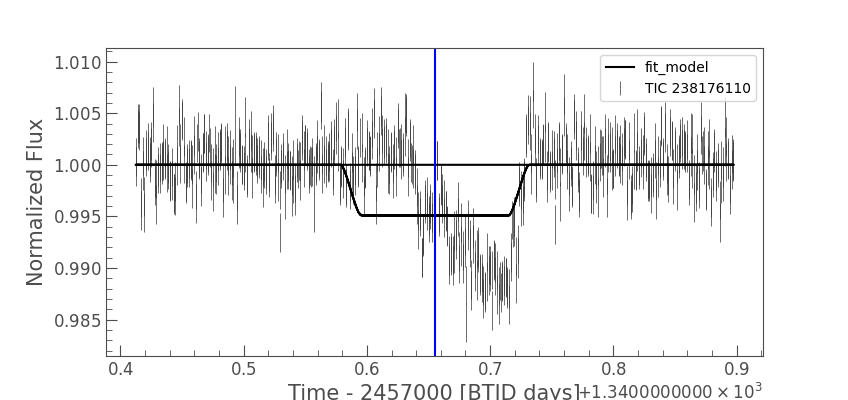 1.010
1.005
1.000
0.995
0.990
0.985
Normalized Flux
fit_model
TIC 238176110
0.4 0.5 0.6 0.7 0.8 0.9
Time - 2457000 [BTJD days]
+1.3400000000 × 10³